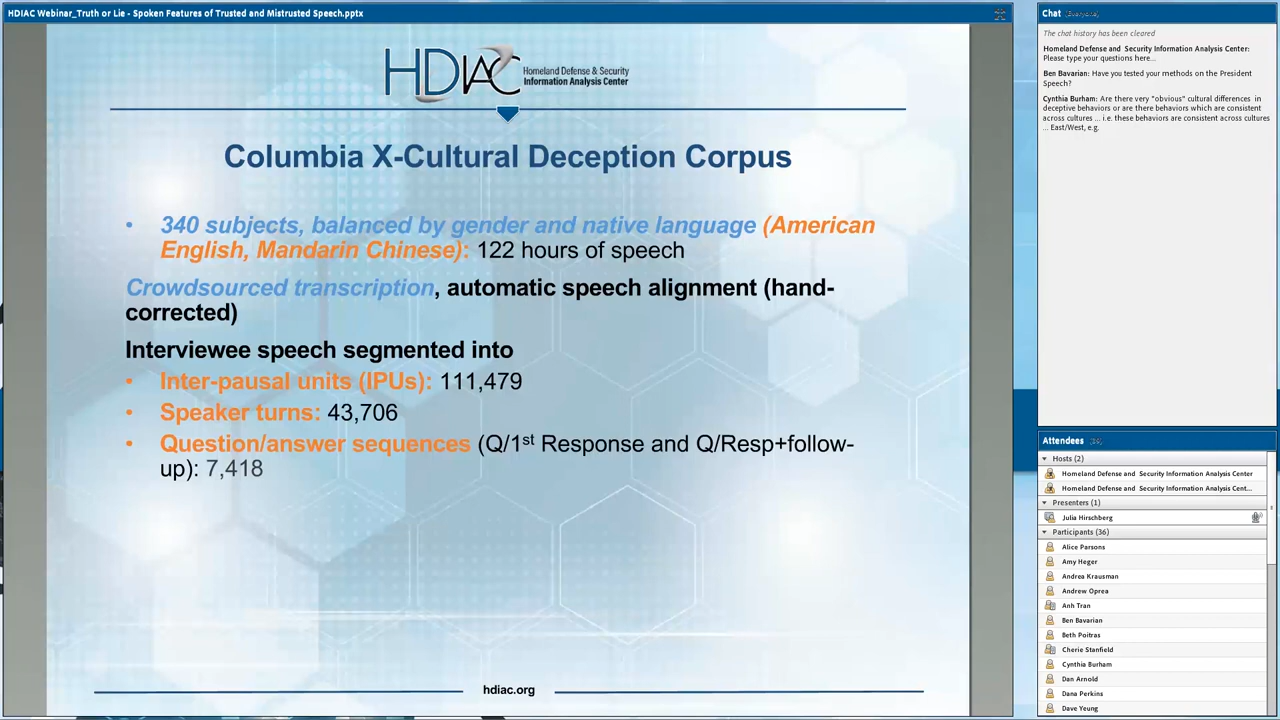 HDIAC Webinar_Truth or Lie - Spoken Features of Trusted and Mistrusted Speech.pptx
HDIAC
Homeland Defense & Security
Information Analysis Center
Columbia X-Cultural Deception Corpus
• 340 subjects, balanced by gender and native language (American
English, Mandarin Chinese): 122 hours of speech
Crowdsourced transcription, automatic speech alignment (hand-
corrected)
Interviewee speech segmented into
• Inter-pausal units (IPUs): 111,479
• Speaker turns: 43,706
• Question/answer sequences (Q/1st Response and Q/Resp+follow-
up): 7,418
hdiac.org
Chat (Everyone)
The chat history has been cleared
Homeland Defense and Security Information Analysis Center:
Please type your questions here...
Ben Bavarian: Have you tested your methods on the President
Speech?
Cynthia Burham: Are there very "obvious" cultural differences in
deceptive behaviors or are there behaviors which are consistent
across cultures ... i.e. these behaviors are consistent across cultures
... East/West, e.g.
Attendees
Hosts (2)
Homeland Defense and Security Information Analysis Center
Homeland Defense and Security Information Analysis Cent...
Presenters (1)
Julia Hirschberg
Participants (36)
Alice Parsons
Amy Heger
Andrea Krausman
Andrew Oprea
Anh Tran
Ben Bavarian
Beth Poitras
Cherie Stanfield
Cynthia Burham
Dan Arnold
Dana Perkins
Dave Yeung